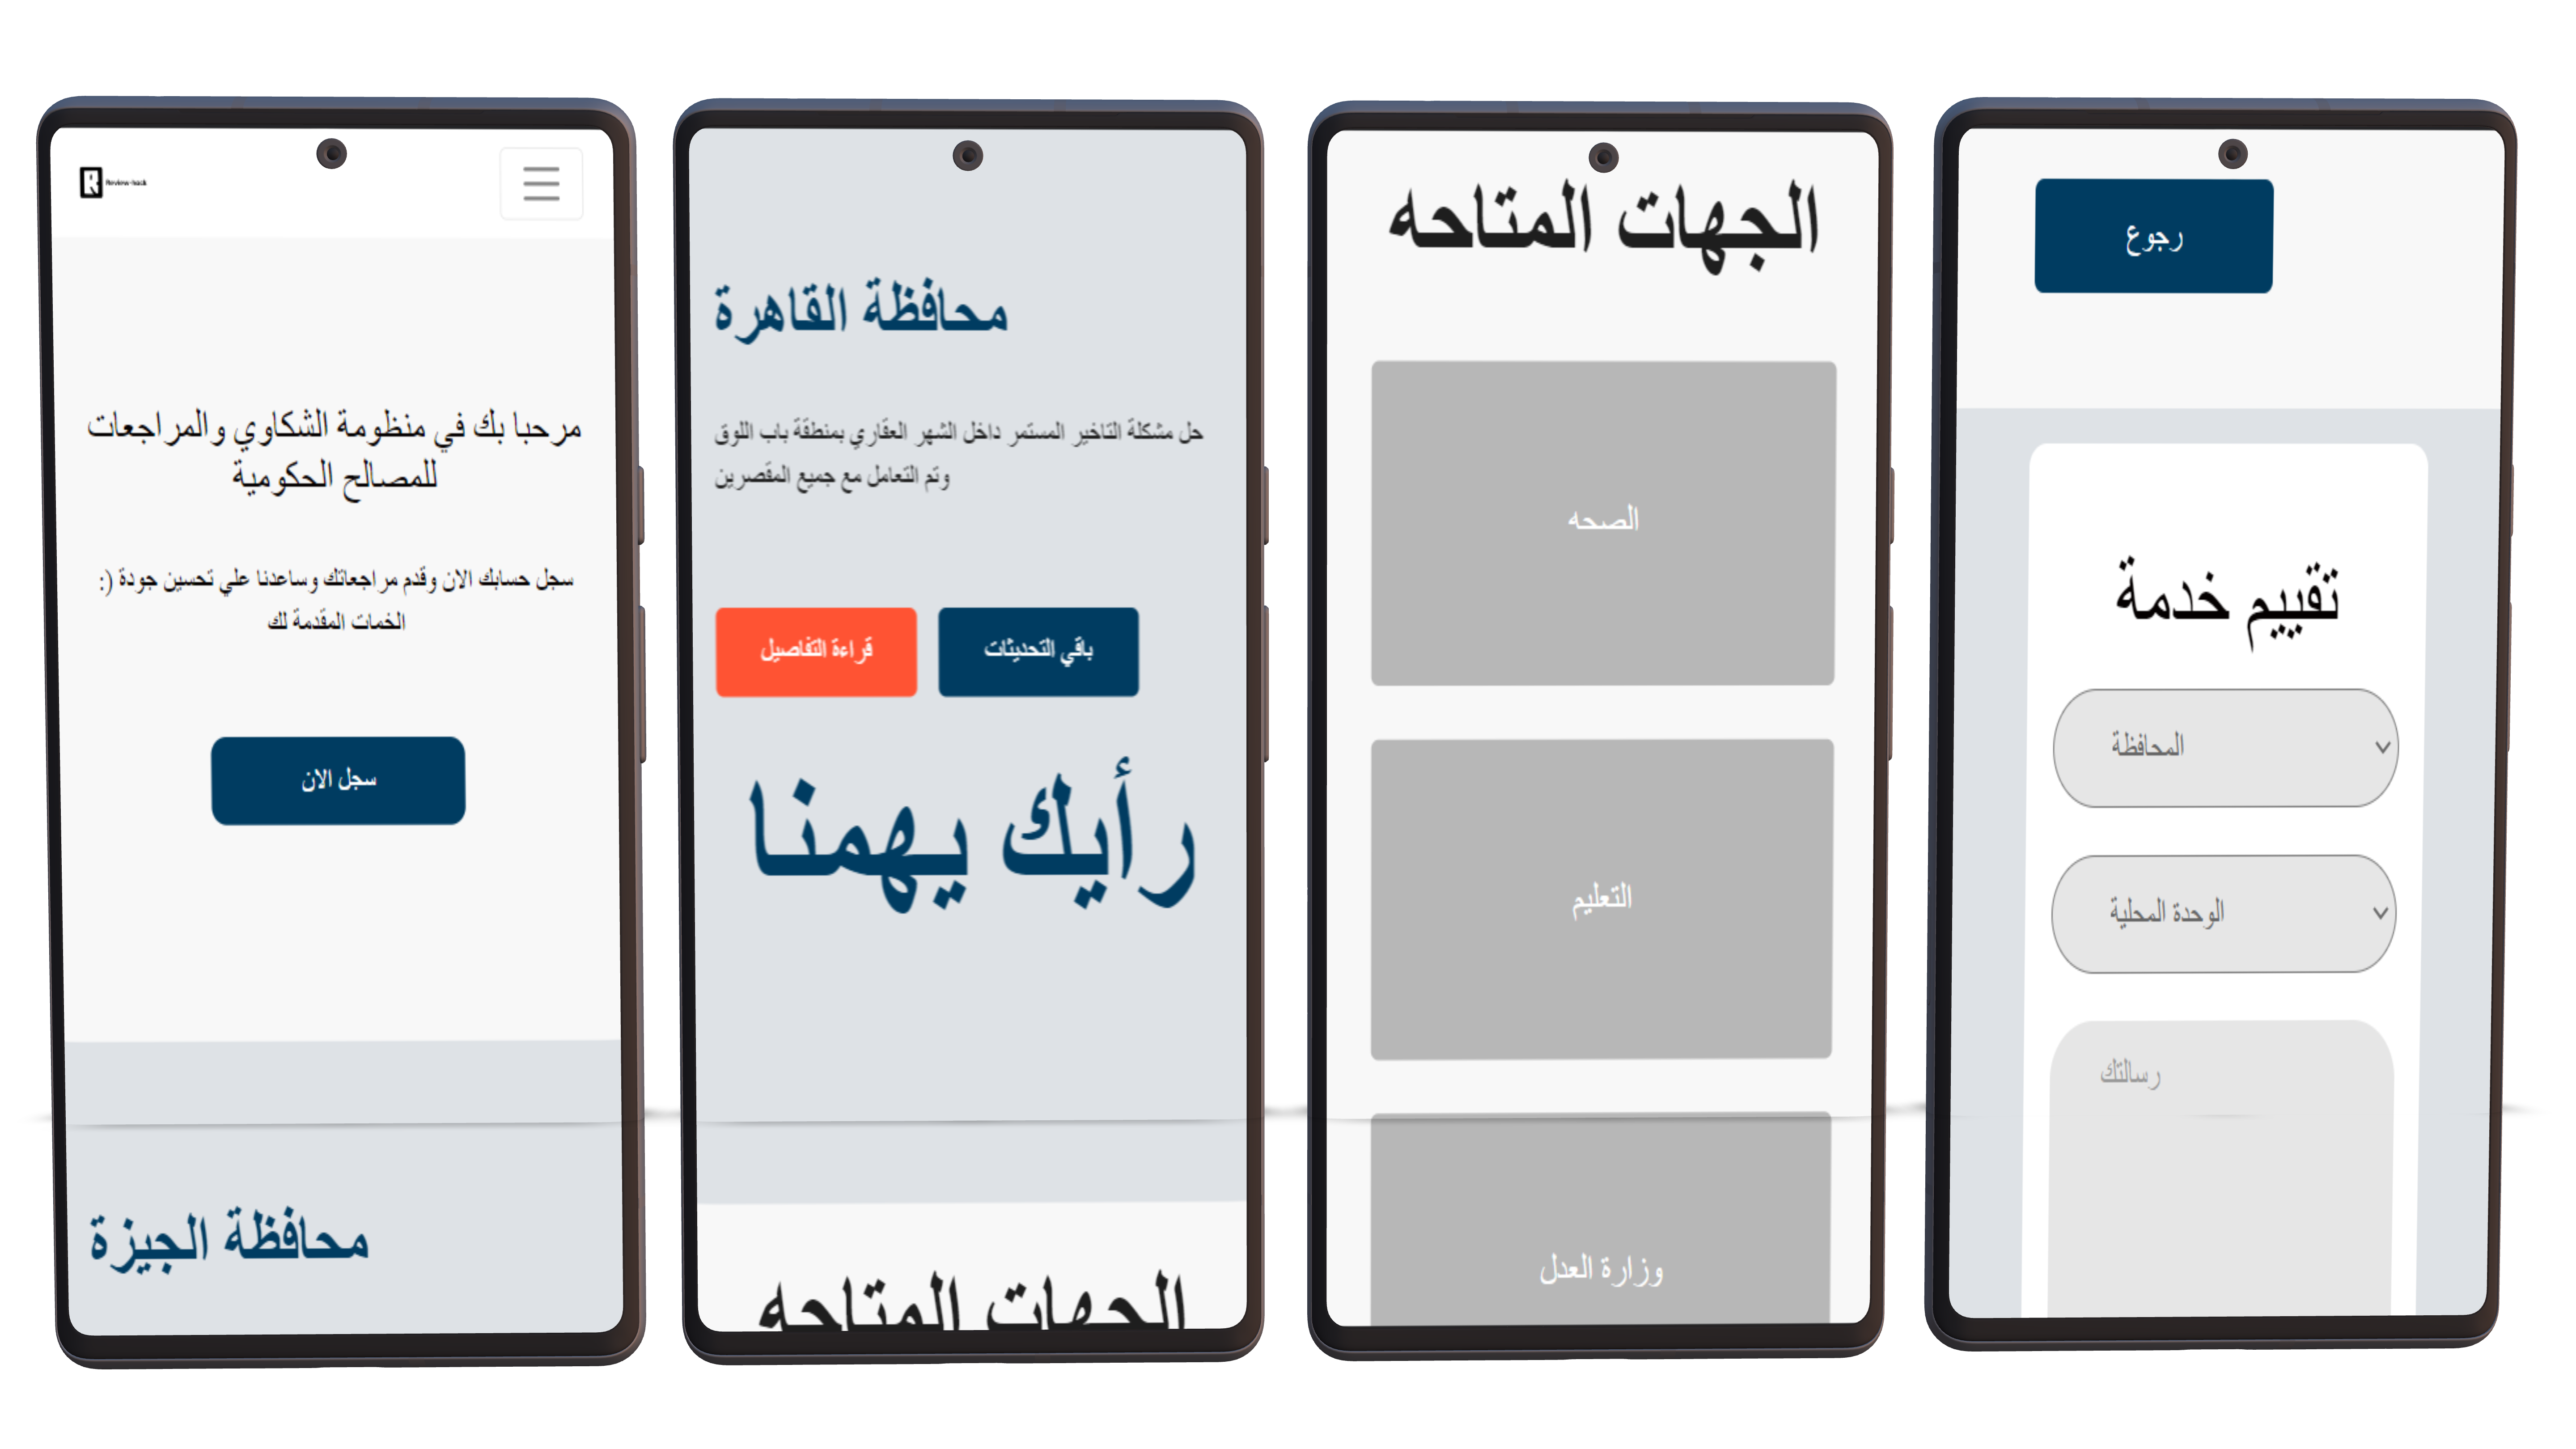 Review-hack
مرحبا بك في منظومة الشكاوي والمراجعات
للمصالح الحكومية
سجل حسابك الان وقدم مراجعاتك وساعدنا علي تحسين جودة (:
الخمات المقدمة لك
سجل الان
محافظة الجيزة
محافظة القاهرة
حل مشكلة التاخير المستمر داخل الشهر العقاري بمنطقة باب اللوق
وتم التعامل مع جميع المقصرين
قراءة التفاصيل
باقي التحديثات
رأيك يهمنا
الجهات المتاحه
الجهات المتاحه
الصحه
التعليم
وزارة العدل
رجوع
تقييم خدمة
المحافظة
الوحدة المحلية
رسالتك